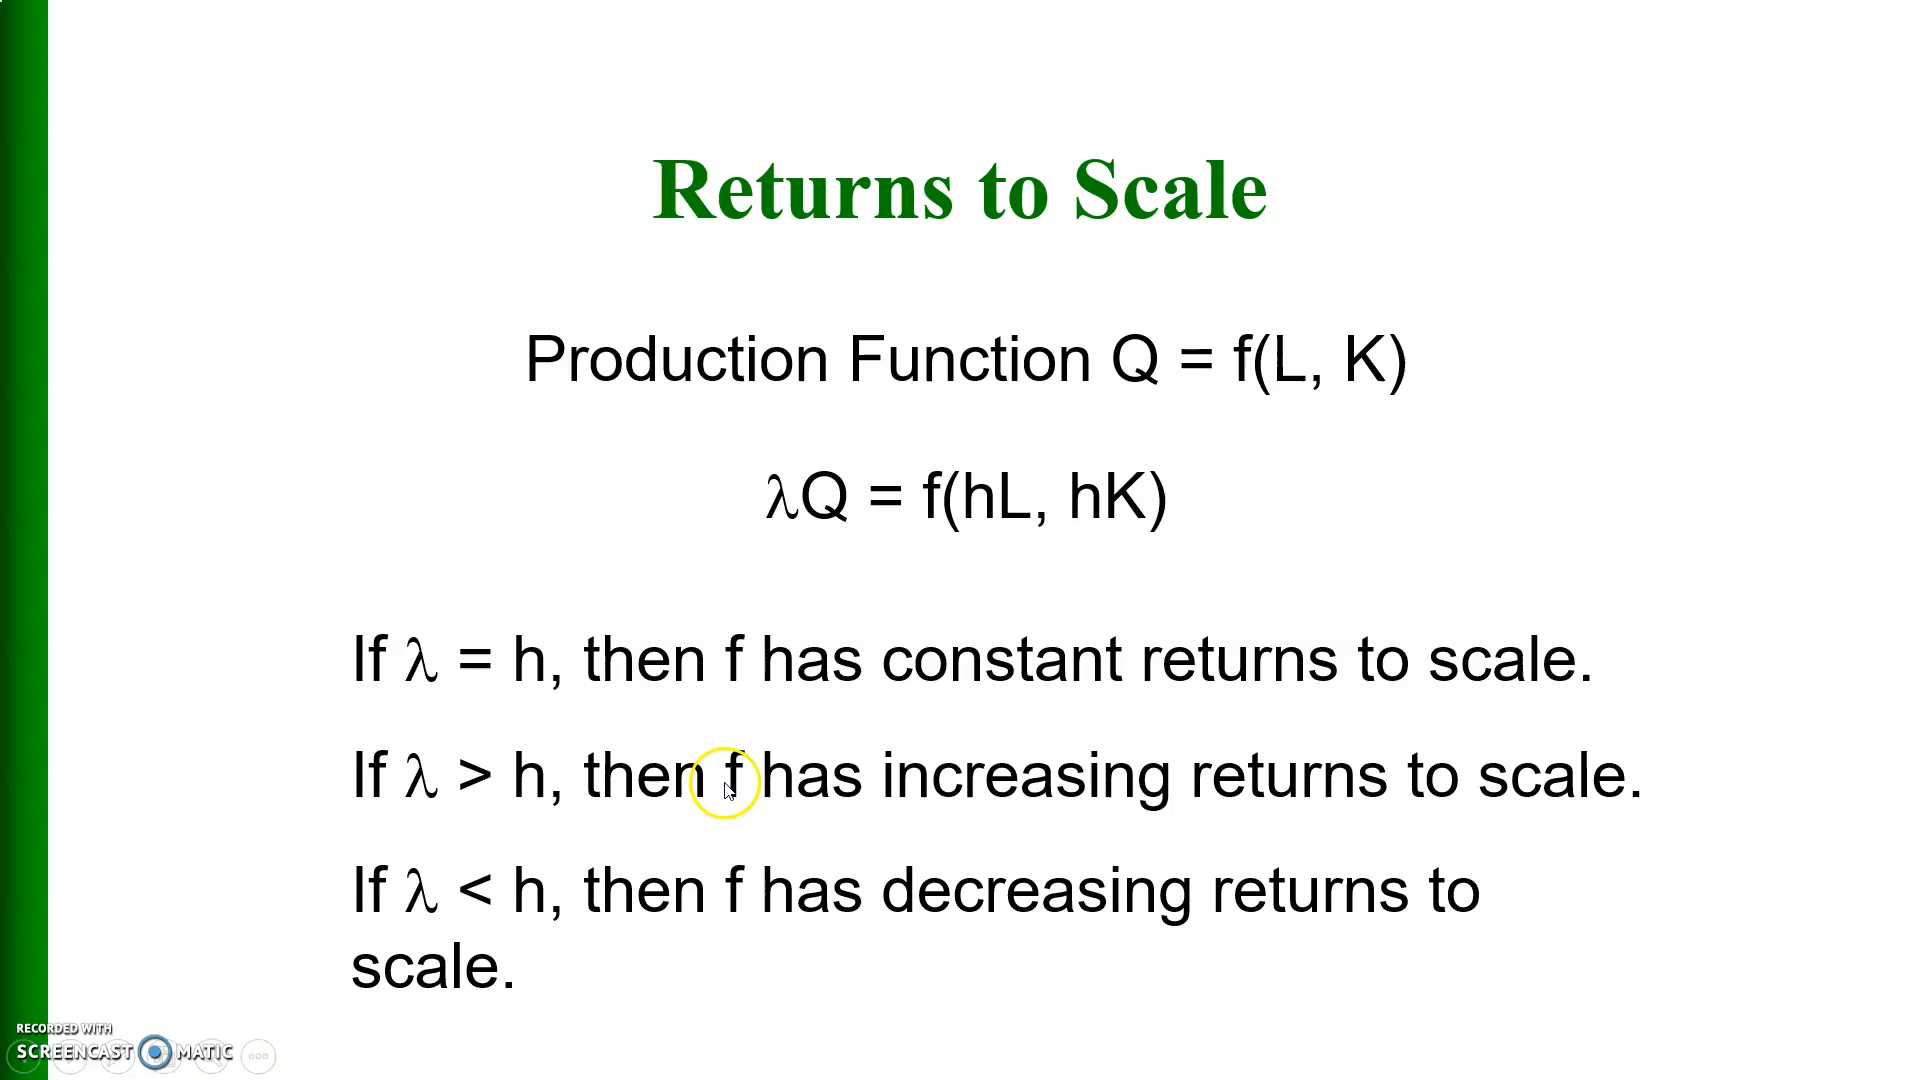 Returns to Scale
Production Function Q = f(L, K)
λQ = f(hL, hK)
If λ = h, then f has constant returns to scale.
If λ > h, then f has increasing returns to scale.
If λ < h, then f has decreasing returns to
scale.
RECORDED WITH
SCREENCAST MATIC